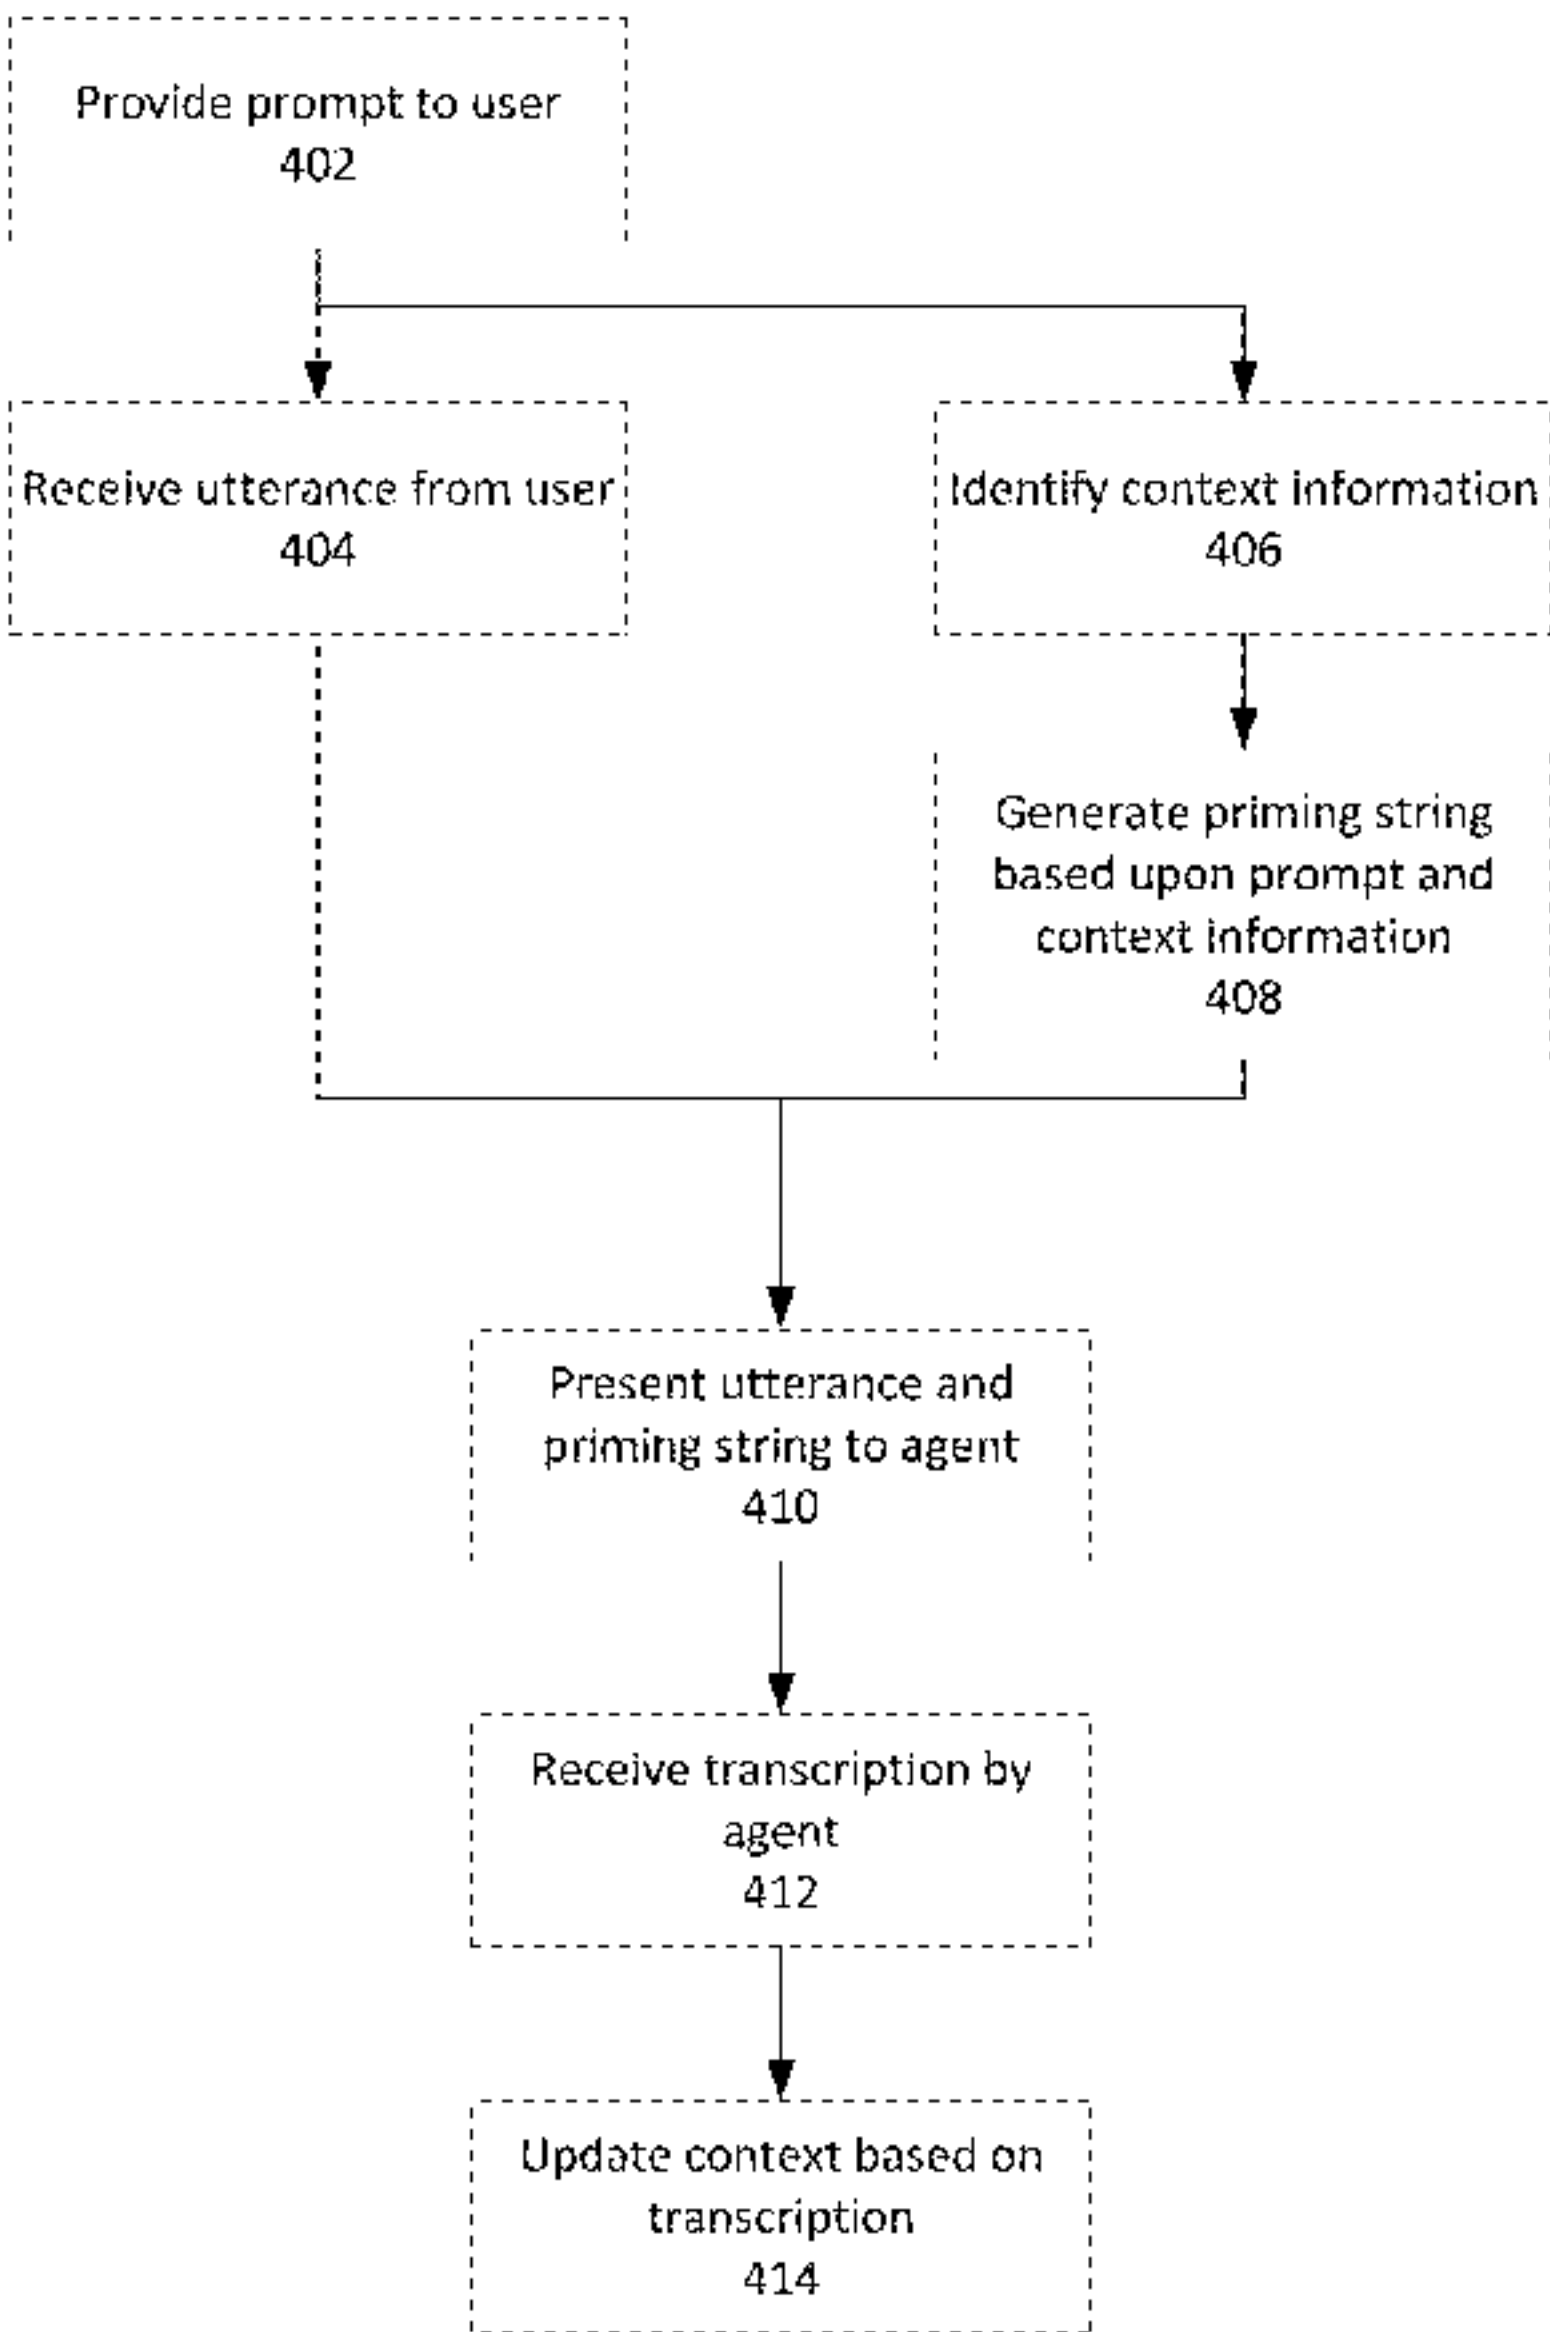 Provide prompt to user
402
Receive utterance from user
404
Identify context information
406
Generate priming string
based upon prompt and
context information
408
Present utterance and
priming string to agent
410
Receive transcription by
agent
412
Update context based on
transcription
414